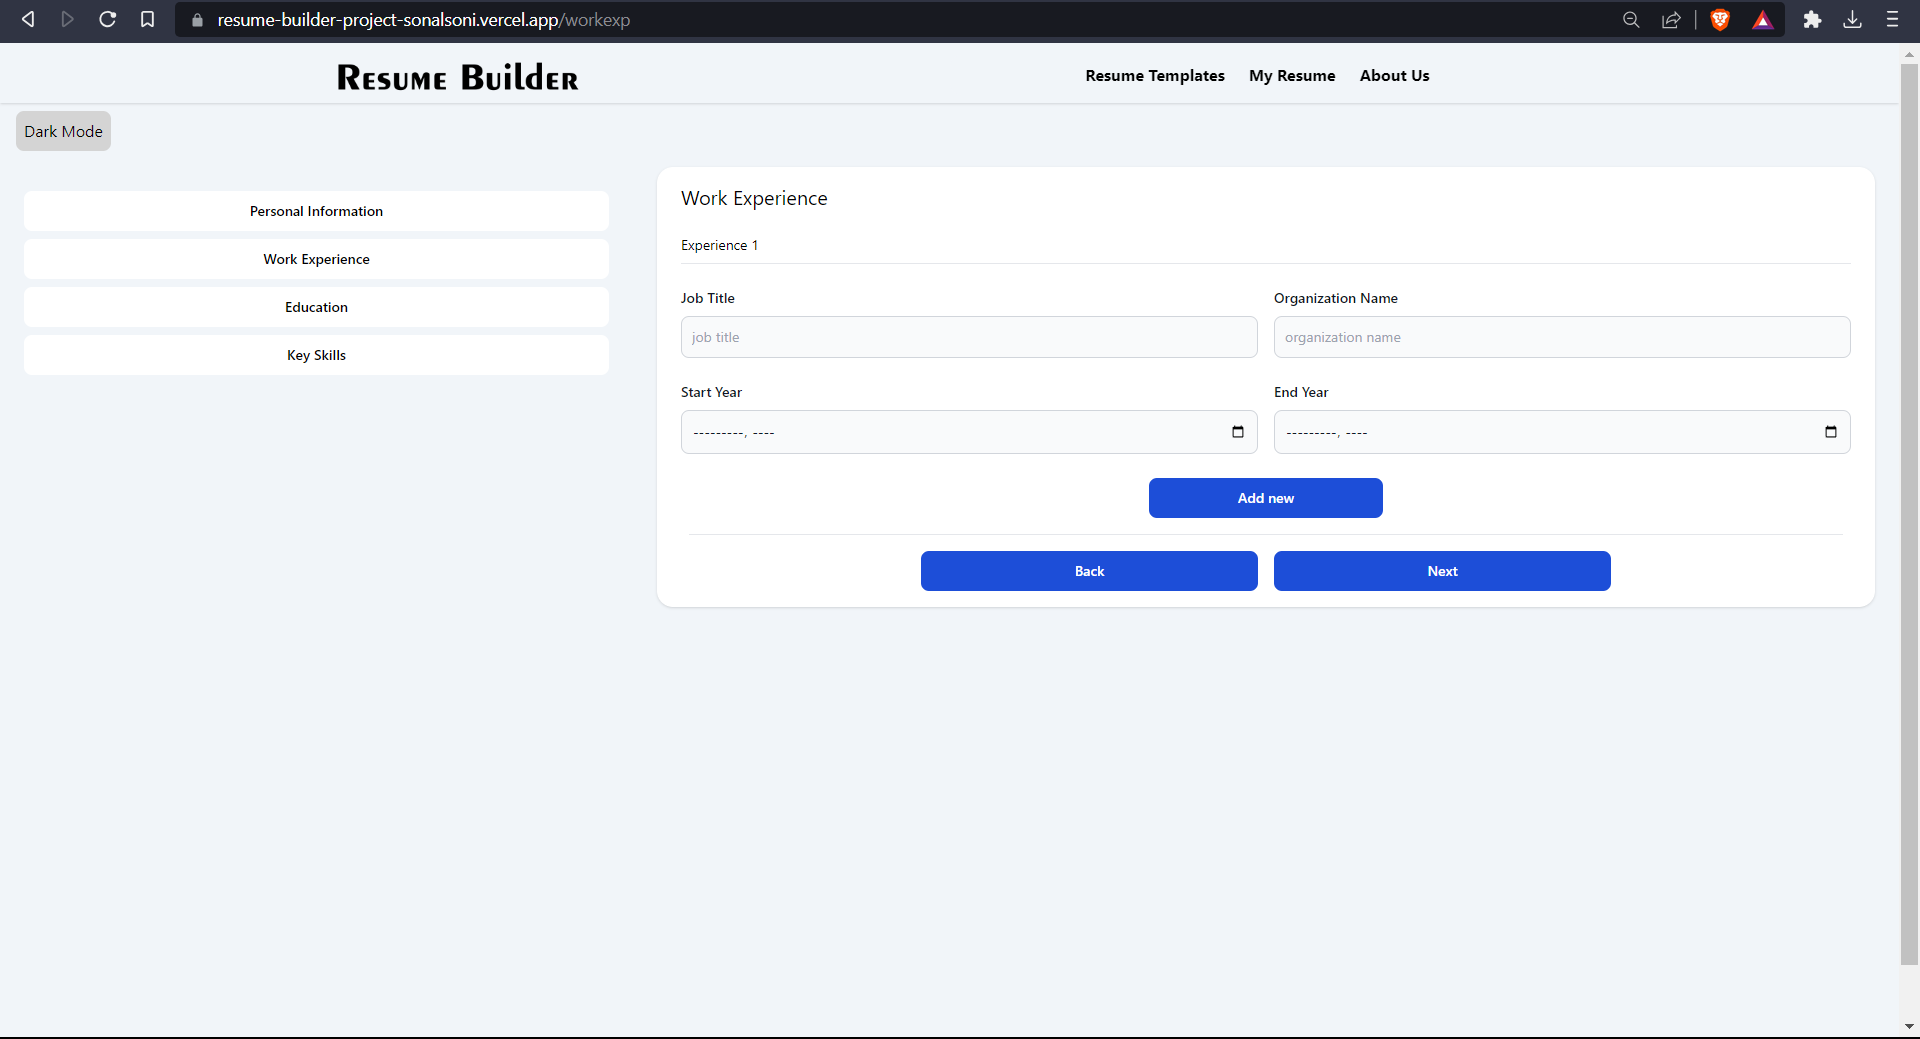 resume-builder-project-sonalsoni.vercel.app/workexp
Resume Builder
Resume Templates My Resume About Us
Dark Mode
Personal Information
Work Experience
Education
Key Skills
Work Experience
Experience 1
Job Title Organization Name
job title organization name
Start Year End Year
---------, ---- ---------, ----
Add new
Back Next